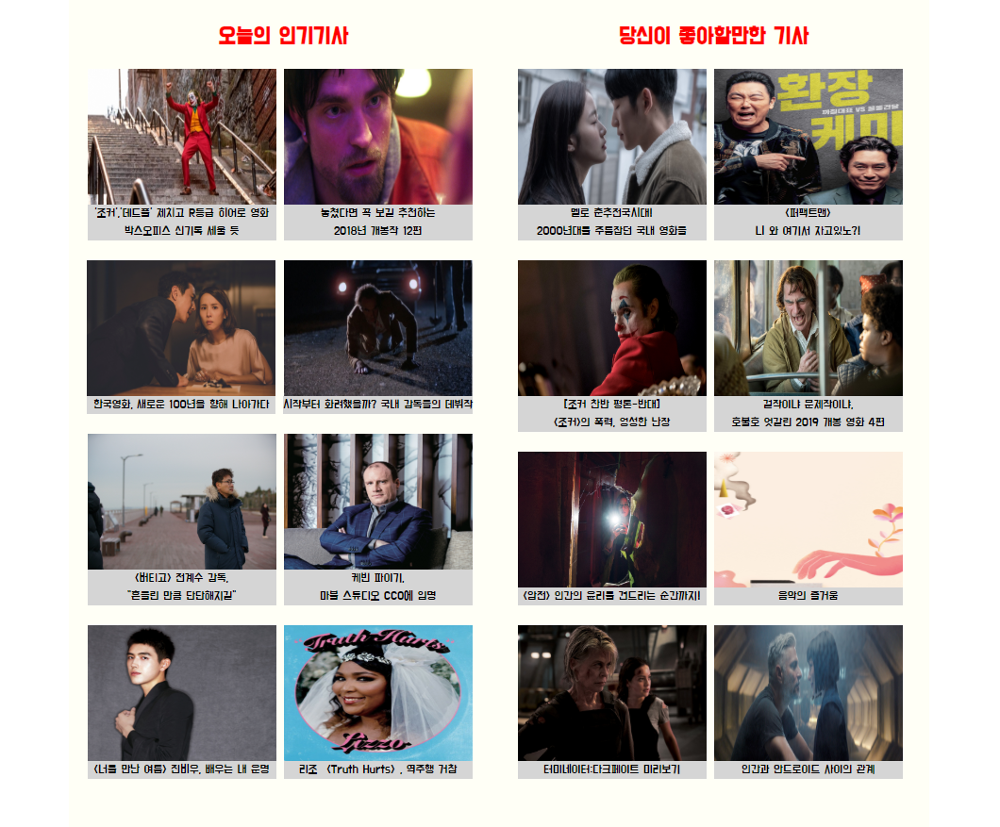 오늘의 인기기사
'조커','데드풀' 제치고 R등급 히어로 영화
박스오피스 신기록 세울 듯
놓쳤다면 꼭 보길 추천하는
2018년 개봉작 12편
한국영화, 새로운 100년을 향해 나아가다
시작부터 화려했을까? 국내 감독들의 데뷔작
<버티고> 전계수 감독,
"흔들린 만큼 단단해지길"
케빈 파이기,
마블 스튜디오 CCO에 임명
<너를 만난 여름> 진비우, 배우는 내 운명
Truth Hurts
Lizzo
리조 <Truth Hurts> , 역주행 거참
당신이 좋아할만한 기사
멜로 춘추전국시대!
2000년대를 주름잡던 국내 영화들
환장
케미
<퍼펙트맨>
니 와 여기서 자고있노?!
[조커 찬반 평론-반대]
<조커>의 폭력, 엉성한 난장
걸작이냐 문제작이냐,
호불호 엇갈린 2019 개봉 영화 4편
<암전> 인간의 윤리를 건드리는 순간까지!
음악의 즐거움
터미네이터:다크페이트 미리보기
인간과 안드로이드 사이의 관계